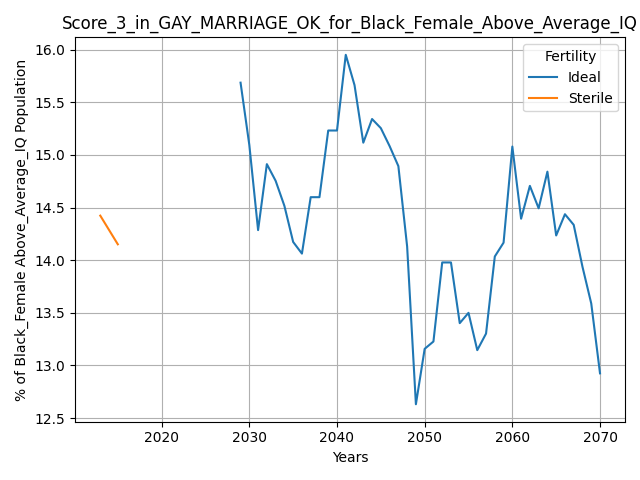 Score_3_in_GAY_MARRIAGE_OK_for_Black_Female_Above_Average_IQ
% of Black_Female Above_Average_IQ Population
16.0
15.5
15.0
14.5
14.0
13.5
13.0
12.5
Fertility
Ideal
Sterile
2020
2030
2040
2050
2060
2070
Years